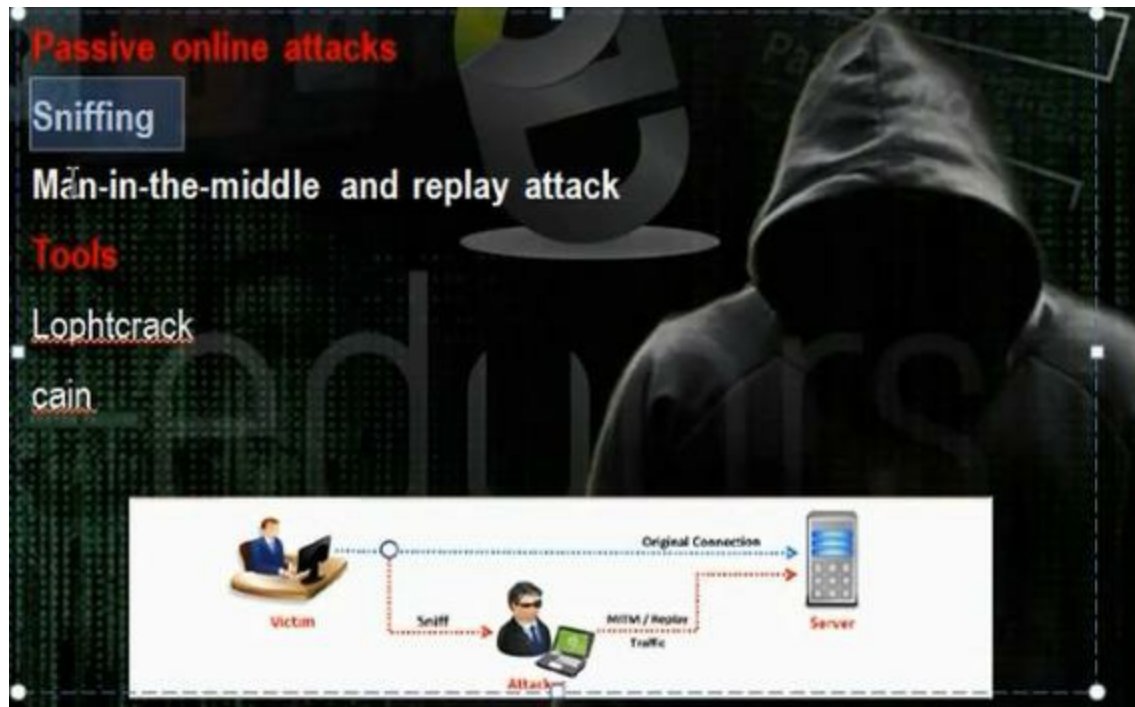 Passive online attacks
Sniffing
Man-in-the-middle and replay attack
Tools
Lophtcrack
cain
eduors
Original Connection
Victim
Sniff
MITM / Replay
Traffic
Server